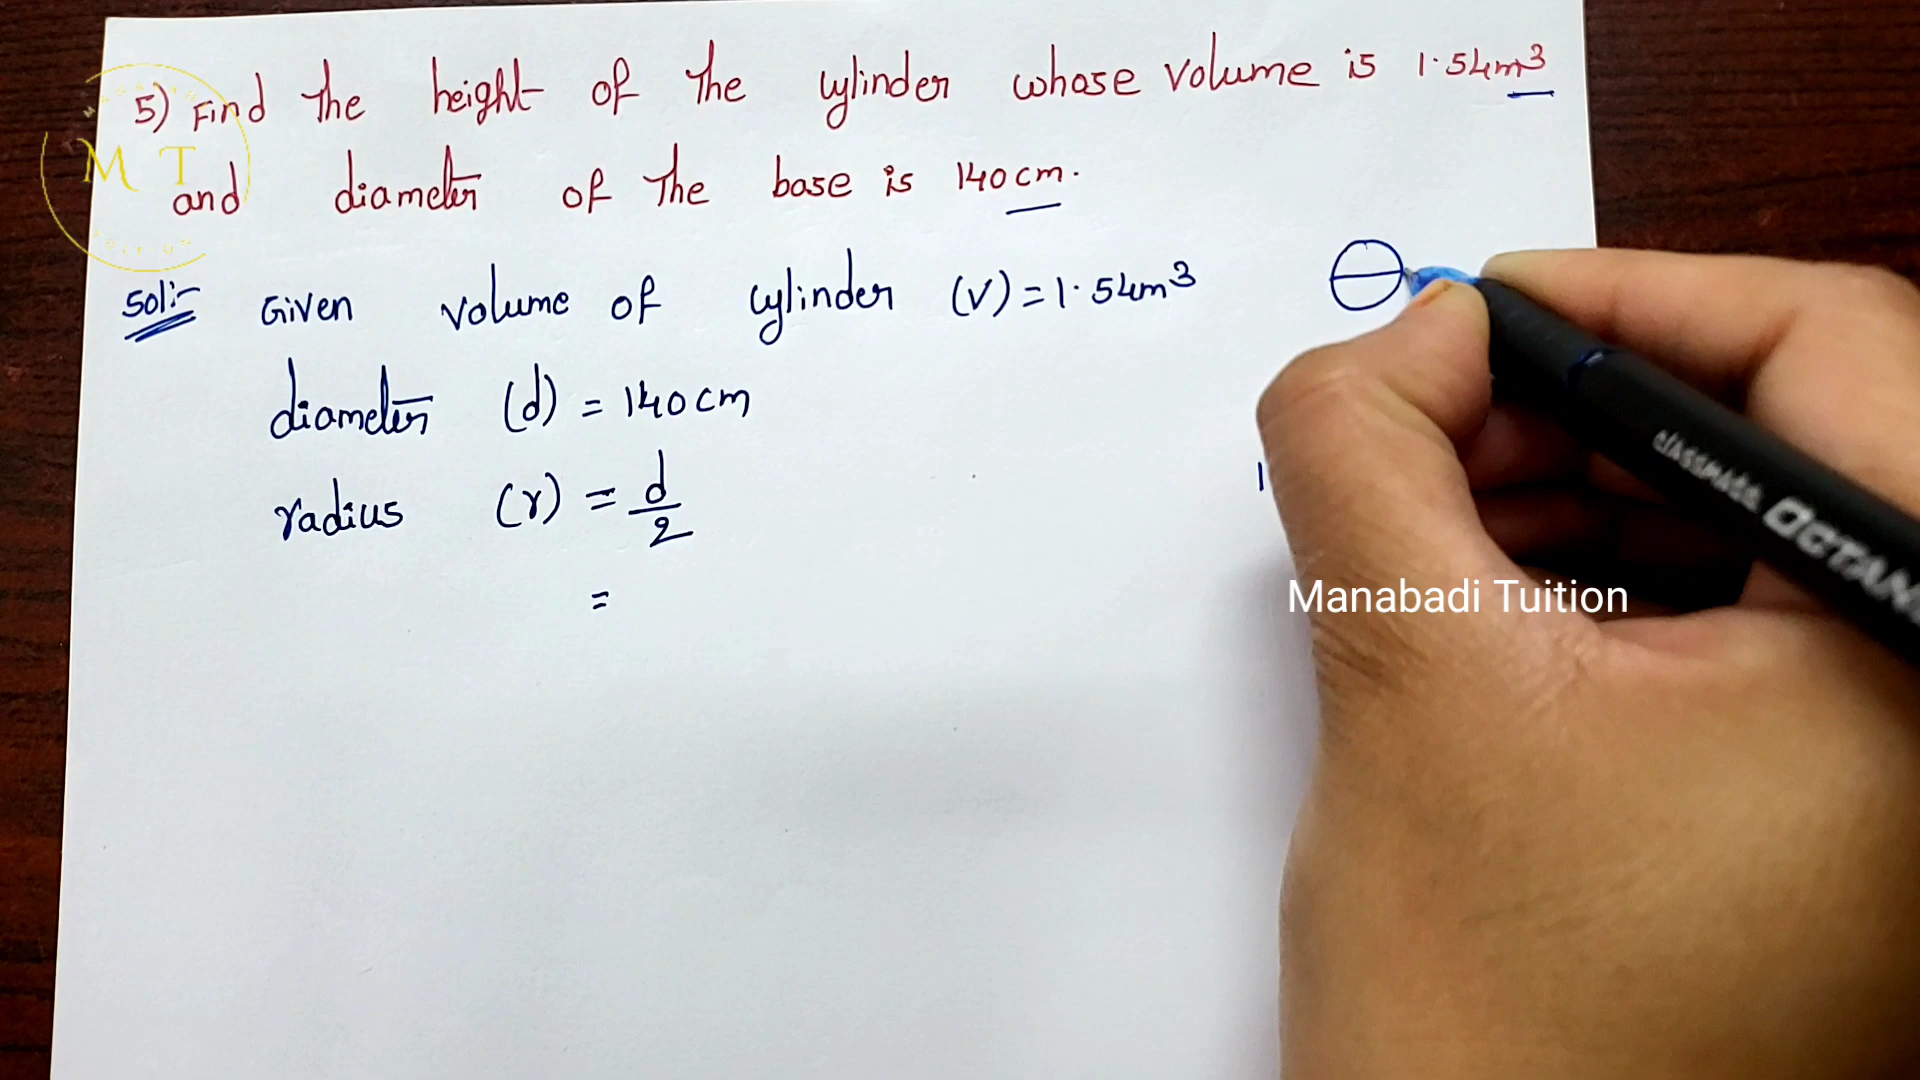 5) Find the height of the cylinder whose volume is 1.54m³
and diameter of the base is 140cm.
Sol:- Given volume of cylinder (V) = 1.54m³
diameter (d) = 140cm
radius (r) = d/2
=
M T
Manabadi Tuition
CLASSMATE OCTANE